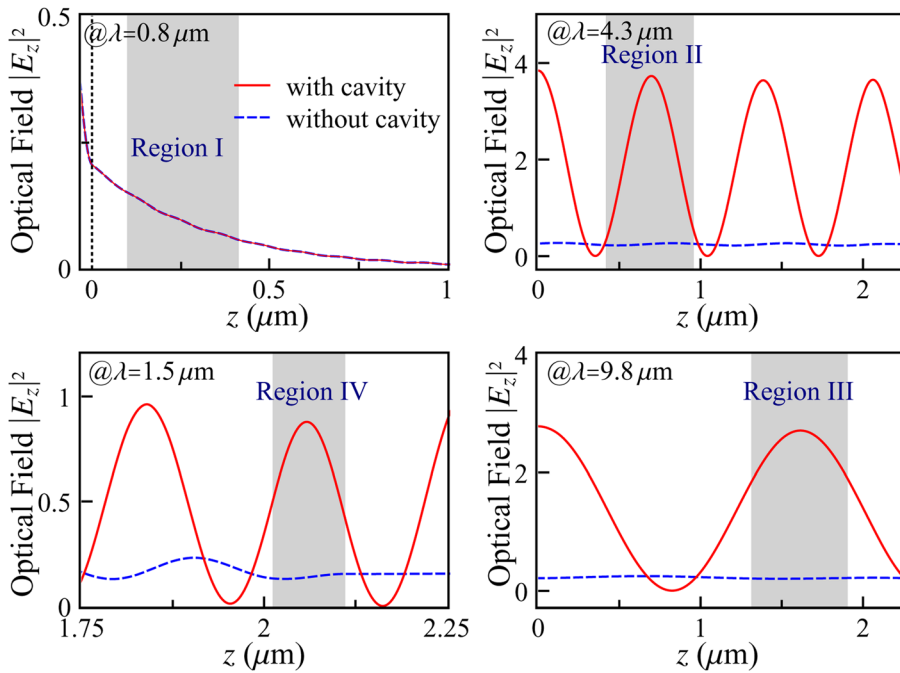 0.5
@λ=0.8 μm
with cavity
without cavity
Region I
0
0
0.5
1
z (μm)
Optical Field |E_z|²
@λ=4.3 μm
Region II
4
2
0
0
1
2
z (μm)
Optical Field |E_z|²
@λ=1.5 μm
Region IV
1
0.5
0
1.75
2
2.25
z (μm)
Optical Field |E_z|²
4
@λ=9.8 μm
Region III
2
0
0
1
2
z (μm)
Optical Field |E_z|²